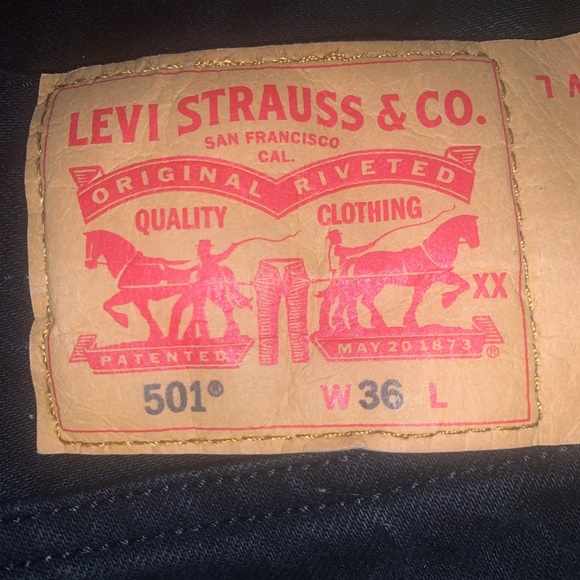 LEVI STRAUSS & CO.
SAN FRANCISCO
CAL.
ORIGINAL RIVETED
QUALITY CLOTHING
XX
PATENTED MAY 20 1873 ®
501® W 36 L
W L